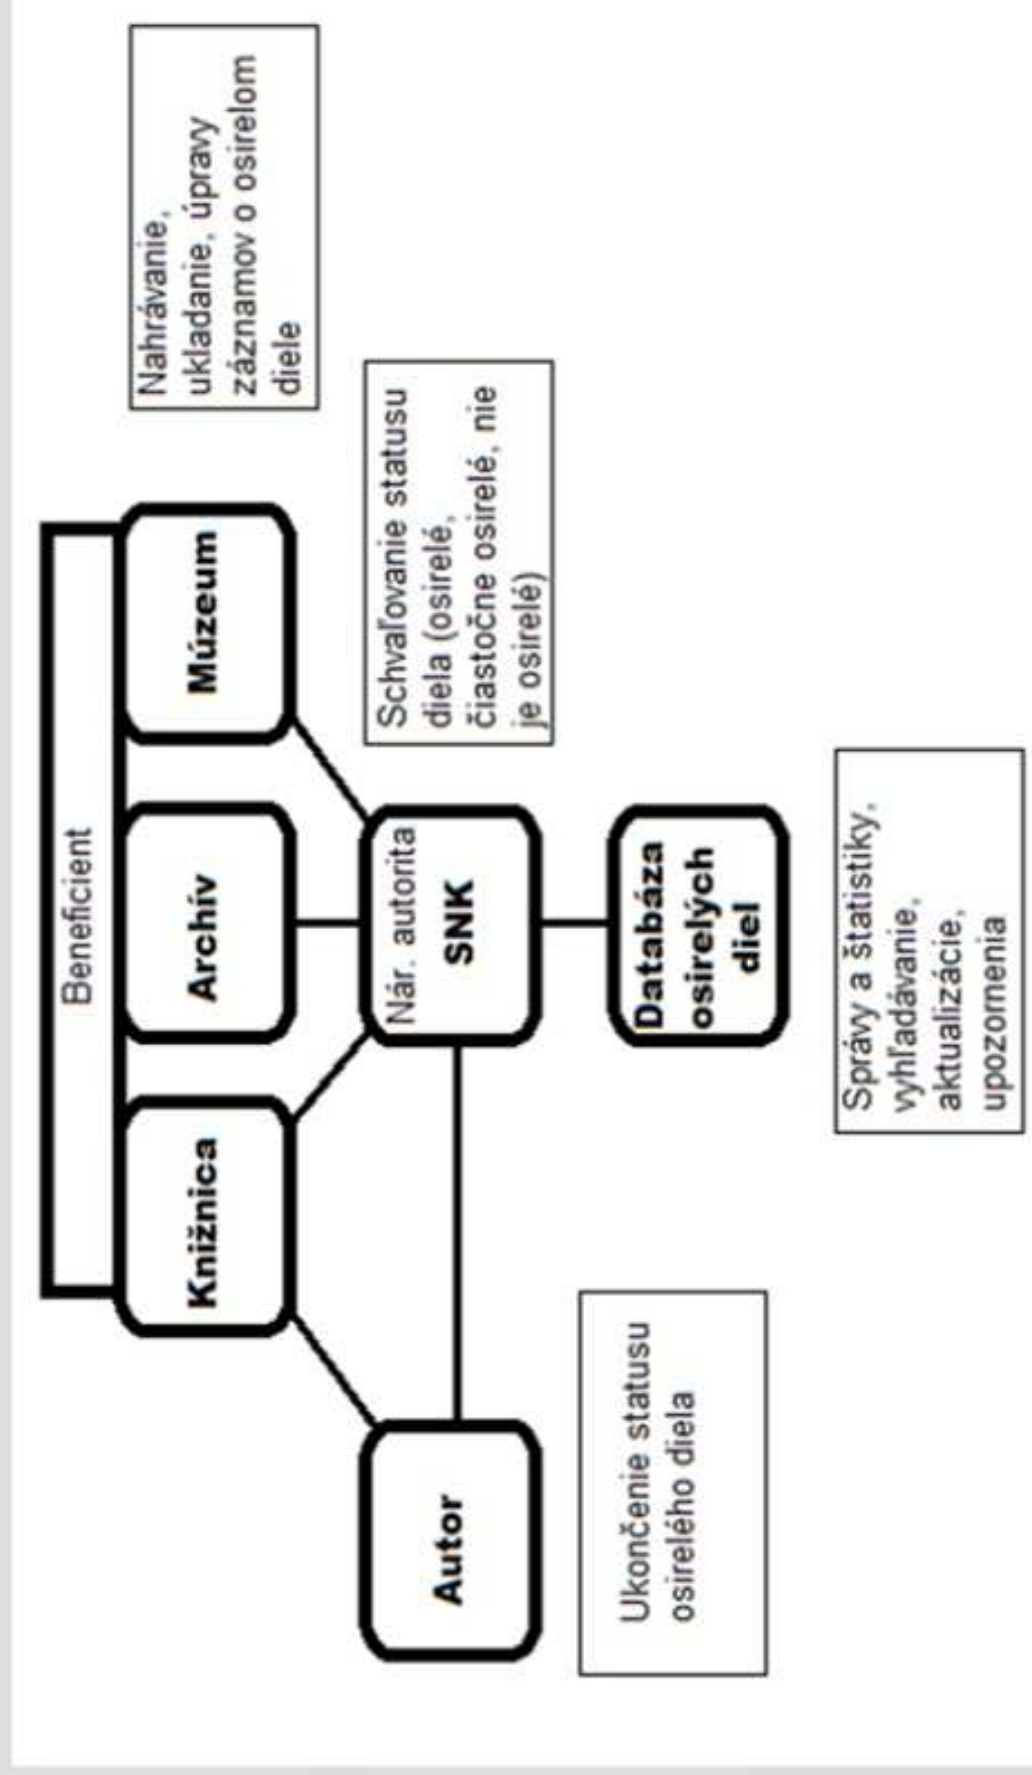 Beneficient
Knižnica
Archív
Múzeum
Nahrávanie,
ukladanie, úpravy
záznamov o osirelom
diele
Autor
Nár. autorita
SNK
Schvaľovanie statusu
diela (osirelé,
čiastočne osirelé, nie
je osirelé)
Ukončenie statusu
osirelého diela
Databáza
osirelých
diel
Správy a štatistiky,
vyhľadávanie,
aktualizácie,
upozornenia